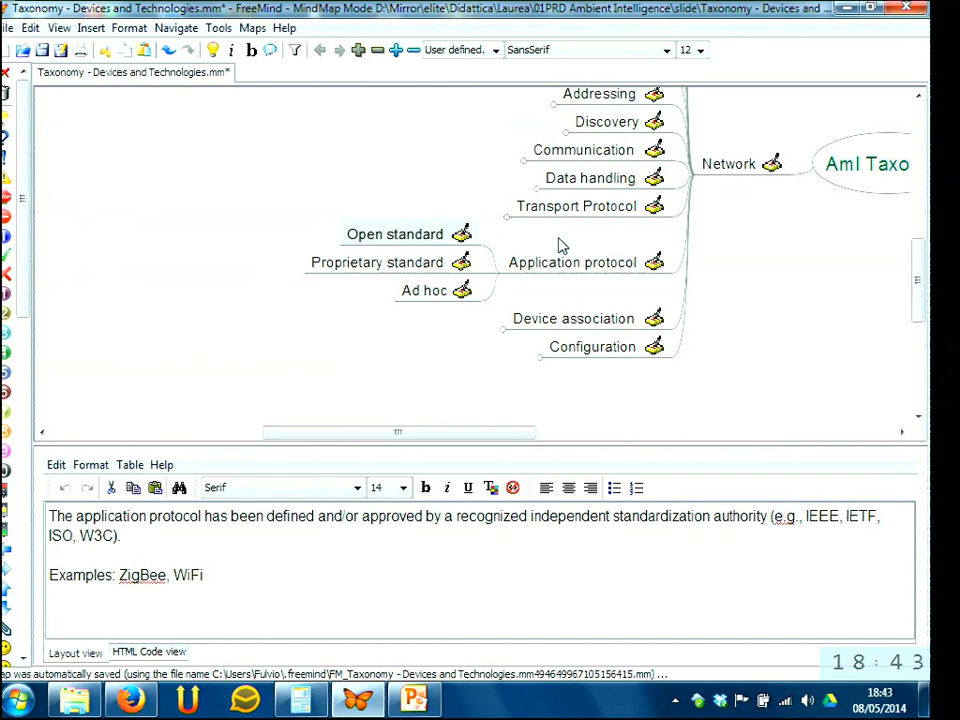 Taxonomy - Devices and Technologies.mm* - FreeMind - MindMap Mode D:\Mirror\elite\Didattica\Laurea\01PRD Ambient Intelligence\slide\Taxonomy - Devices and ...
File Edit View Insert Format Navigate Tools Maps Help
User defined. SansSerif 12
Taxonomy - Devices and Technologies.mm*
Addressing
Discovery
Communication
Network
AmI Taxo
Data handling
Transport Protocol
Open standard
Proprietary standard
Application protocol
Ad hoc
Device association
Configuration
Edit Format Table Help
Serif 14
The application protocol has been defined and/or approved by a recognized independent standardization authority (e.g., IEEE, IETF,
ISO, W3C).
Examples: ZigBee, WiFi
Layout view HTML Code view
18:43
ap was automatically saved (using the file name C:\Users\Fulvio\.freemind\FM_Taxonomy - Devices and Technologies.mm494649967105156415.mm) ...
18:43
08/05/2014